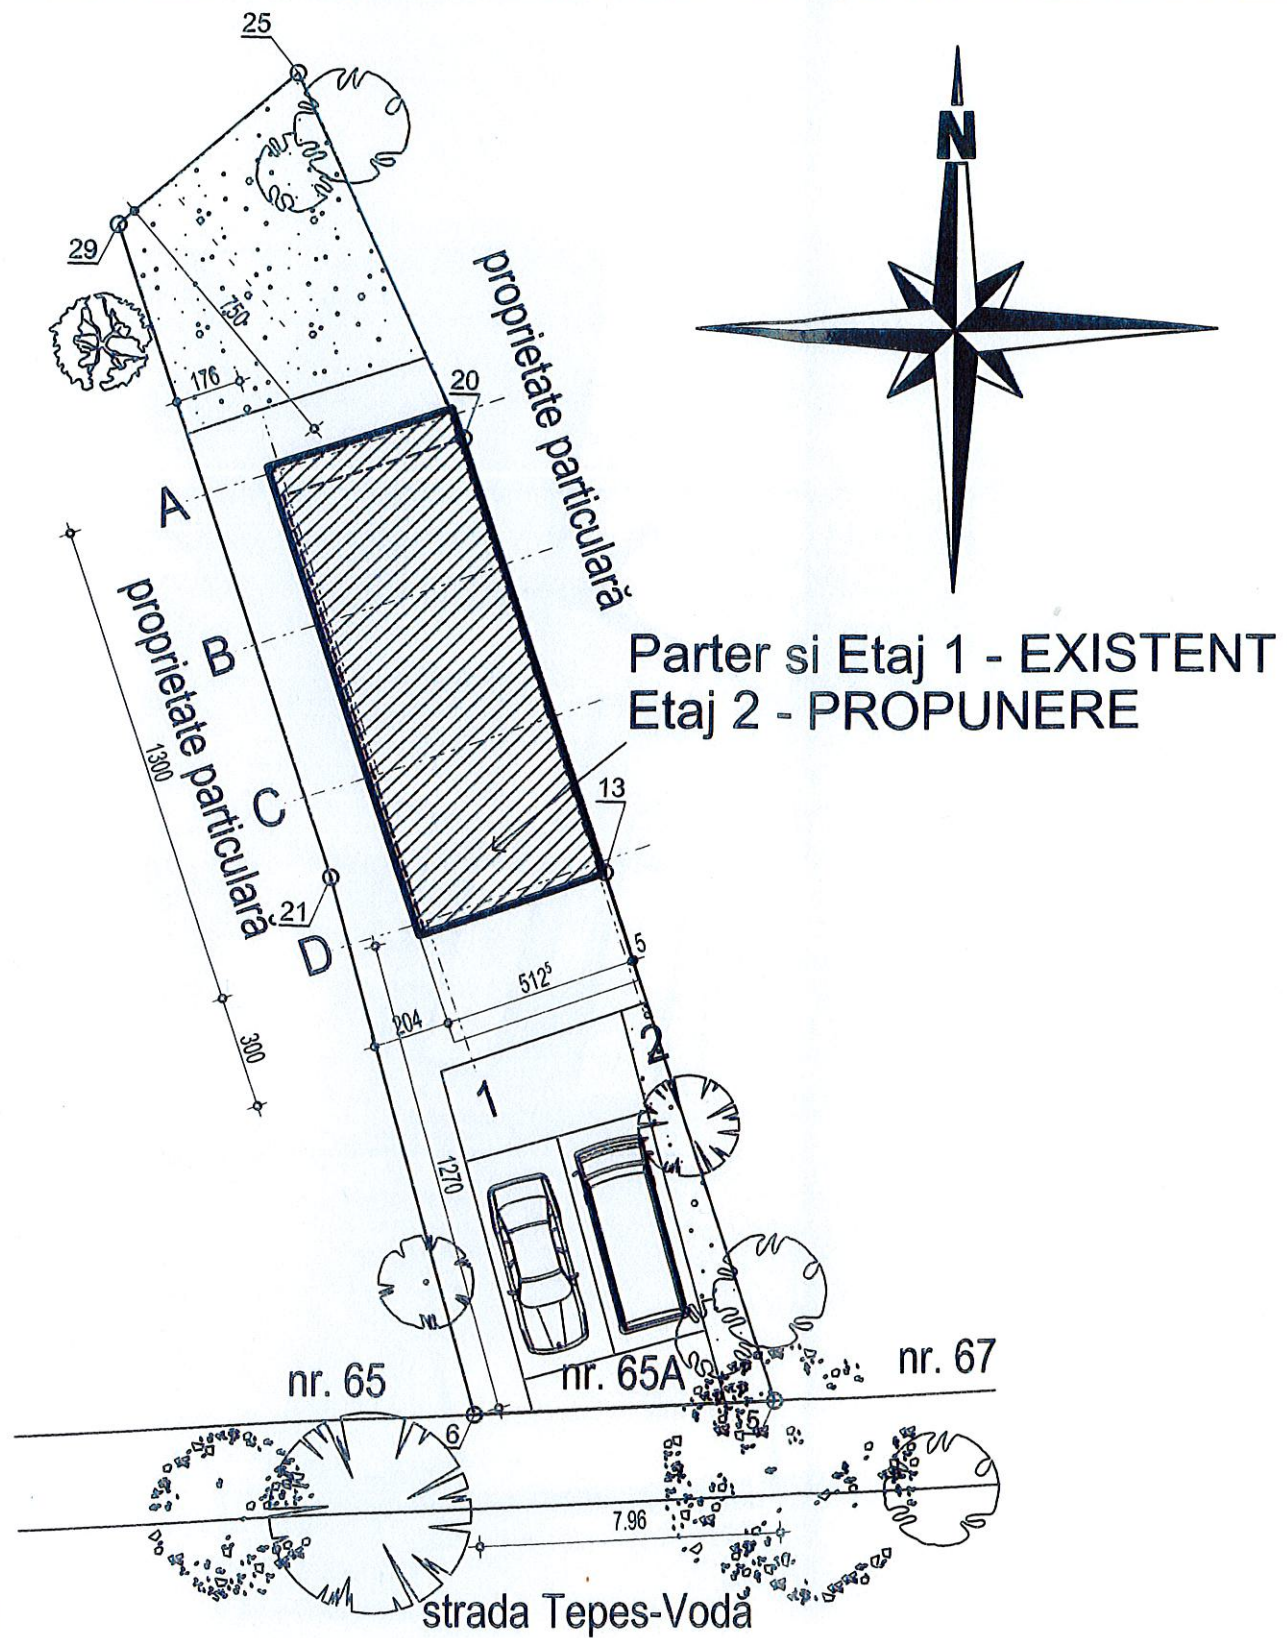 25
N
29
750
176
20
proprietate particulară
A
proprietate particulară
B
Parter si Etaj 1 - EXISTENT
Etaj 2 - PROPUNERE
1300
C
13
21
D
5
512⁵
204
300
2
1
1270
nr. 65
nr. 65A
nr. 67
6
5
7.96
strada Tepes-Vodă